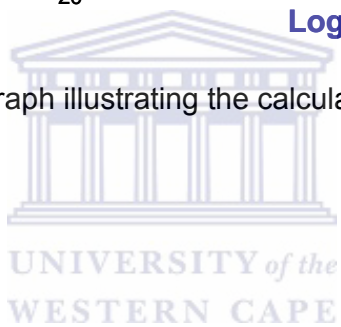 Log
raph illustrating the calcula
UNIVERSITY of the
WESTERN CAPE